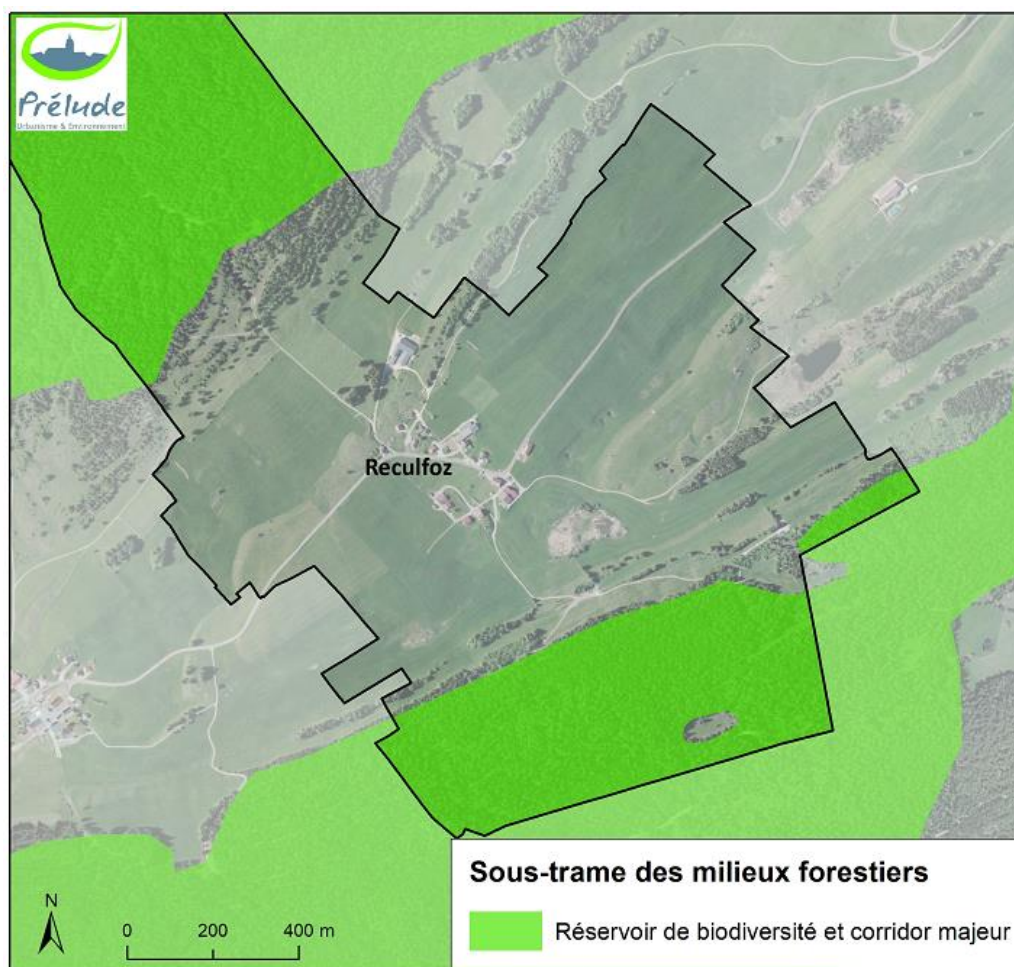 Prélude
Urbanisme & Environnement
Reculfoz
N
0 200 400 m
Sous-trame des milieux forestiers
Réservoir de biodiversité et corridor majeur